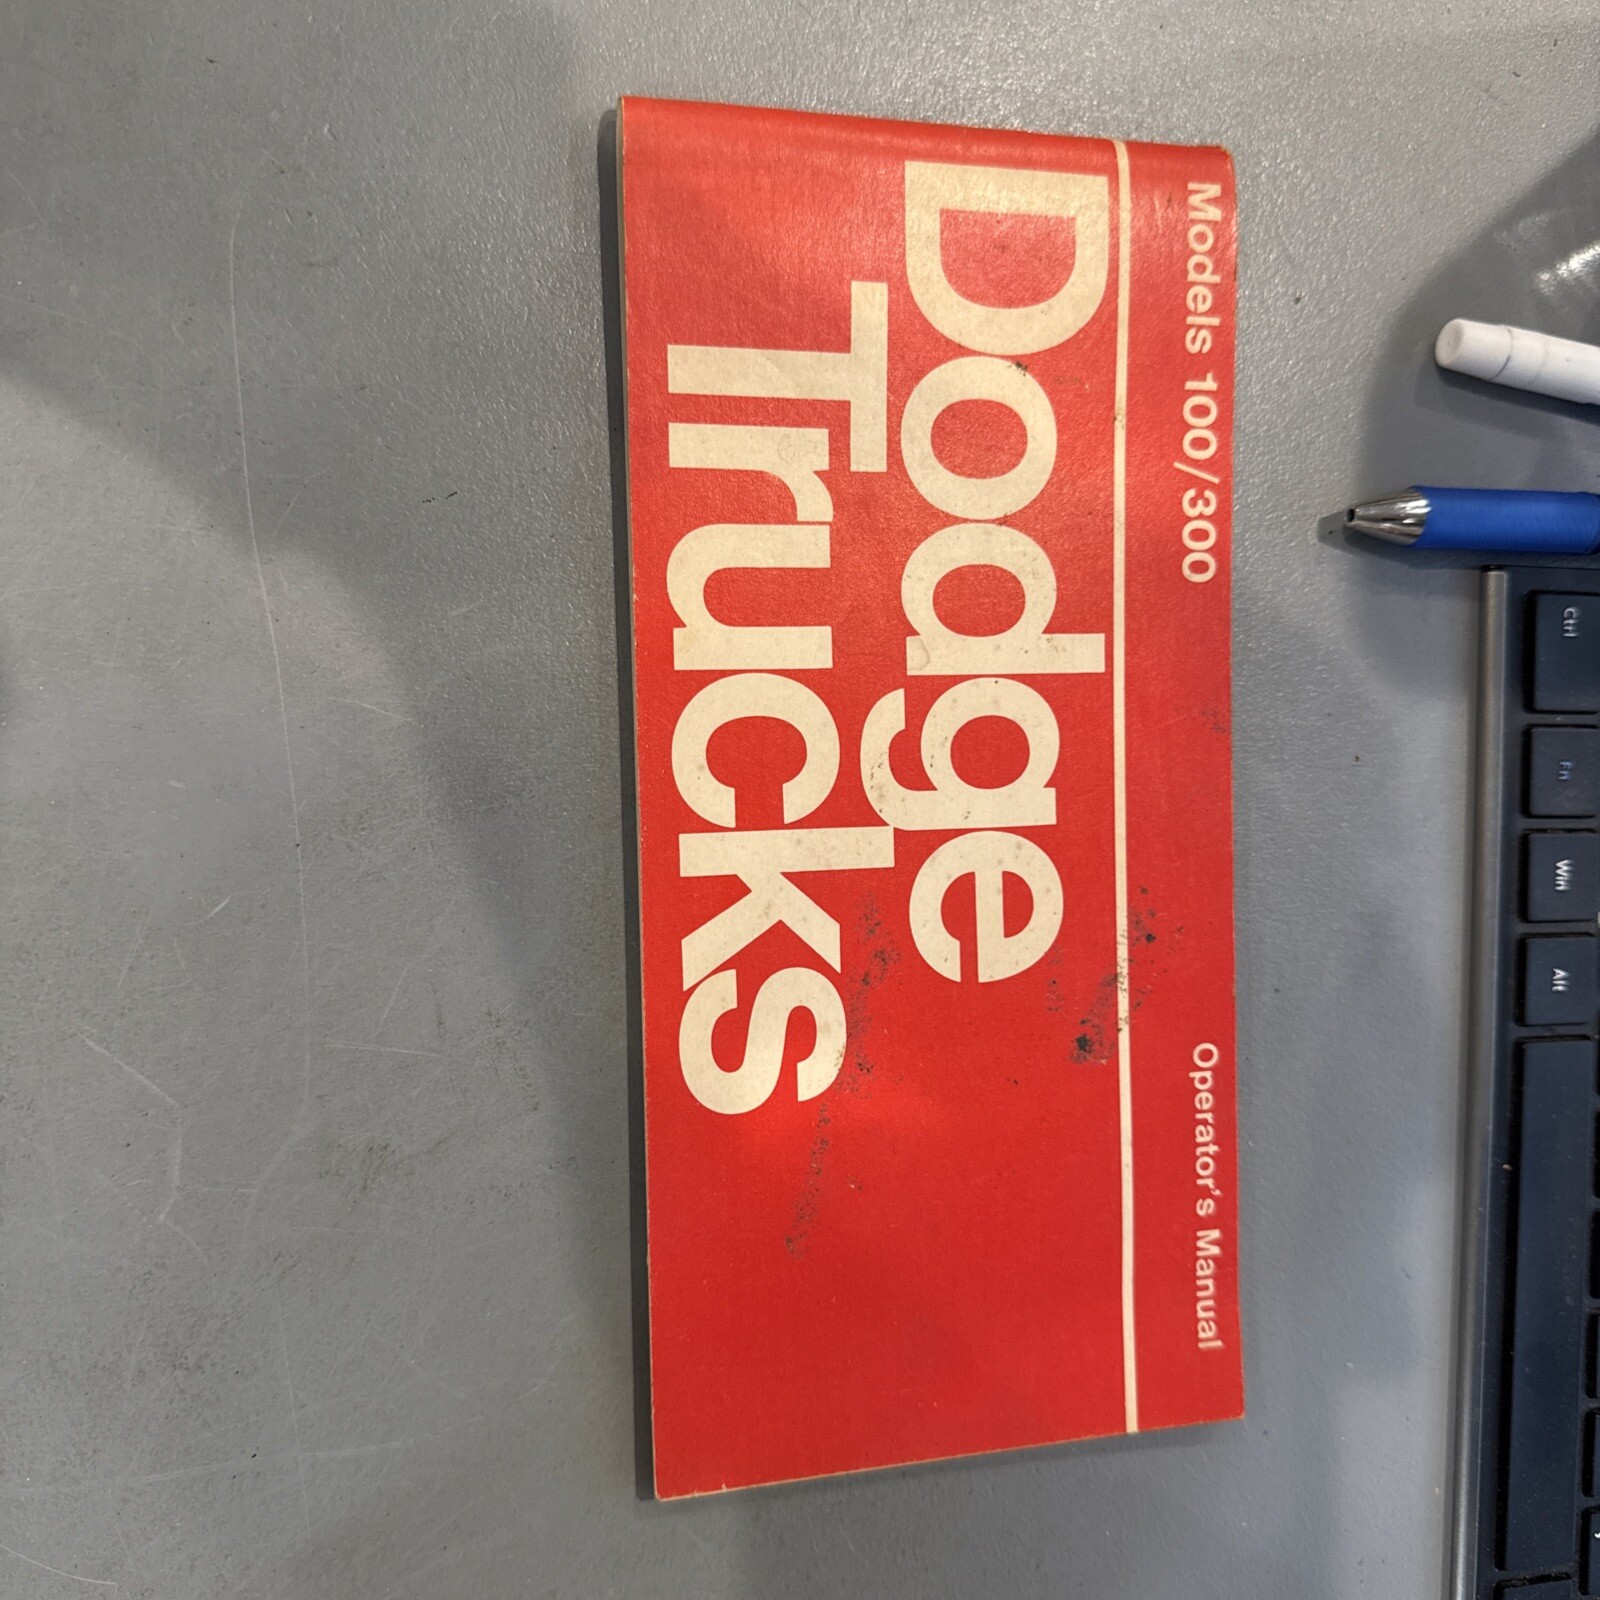 Models 100/300 Operator's Manual
Dodge
Trucks
Ctrl
Fn
Win
Alt